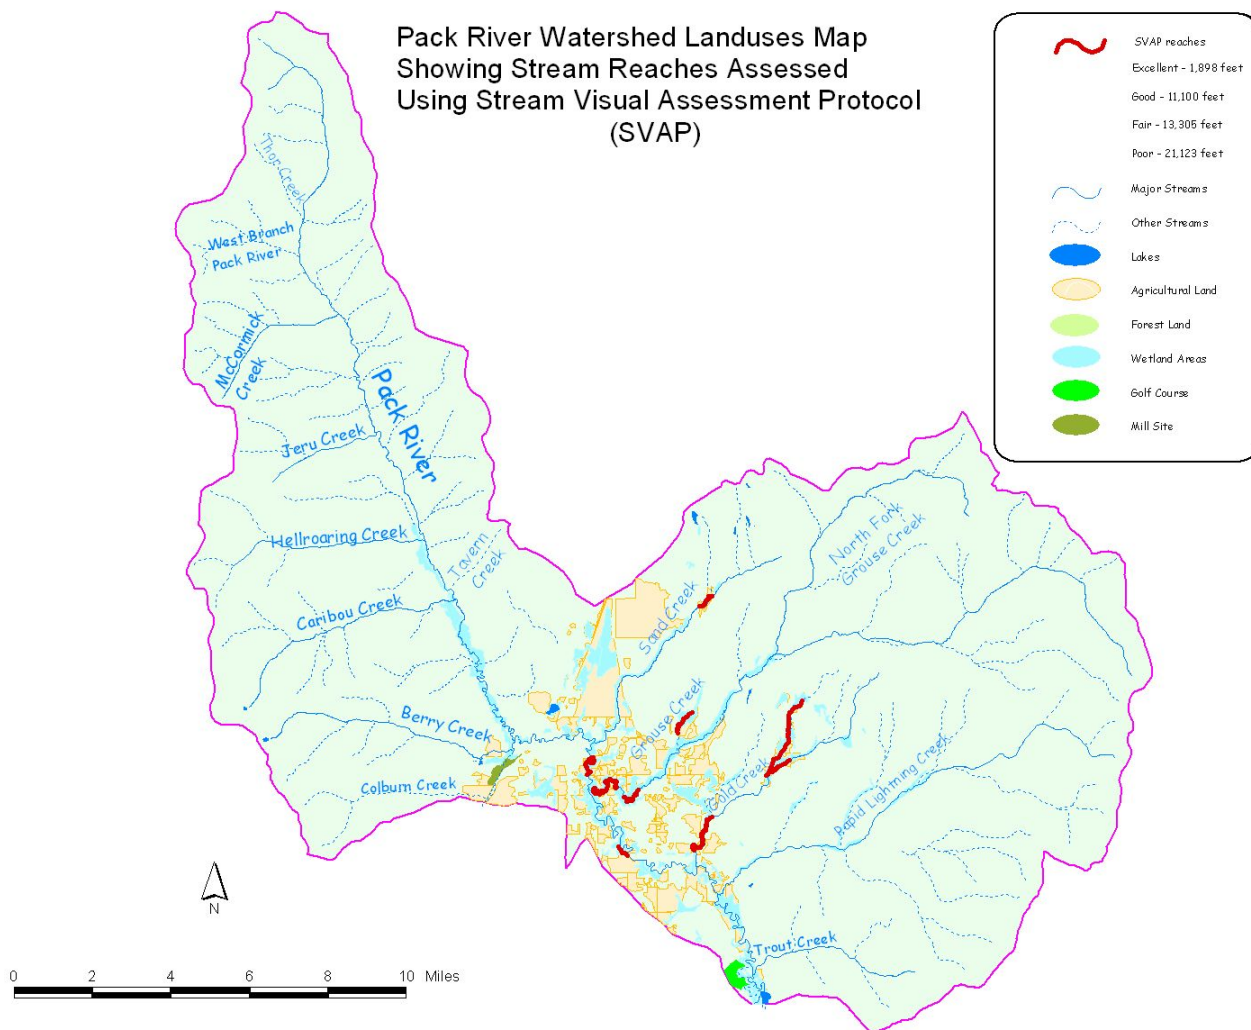 Pack River Watershed Landuses Map
Showing Stream Reaches Assessed
Using Stream Visual Assessment Protocol
(SVAP)
SVAP reaches
Excellent - 1,898 feet
Good - 11,100 feet
Fair - 13,305 feet
Poor - 21,123 feet
Major Streams
Other Streams
Lakes
Agricultural Land
Forest Land
Wetland Areas
Golf Course
Mill Site
Thor Creek
West Branch
Pack River
McCormick
Creek
Pack River
Jeru Creek
Hellroaring Creek
Tavern
Creek
Caribou Creek
Berry Creek
Colburn Creek
Sand Creek
North Fork
Grouse Creek
Grouse Creek
Gold Creek
Rapid Lightning Creek
Trout Creek
N
0 2 4 6 8 10 Miles